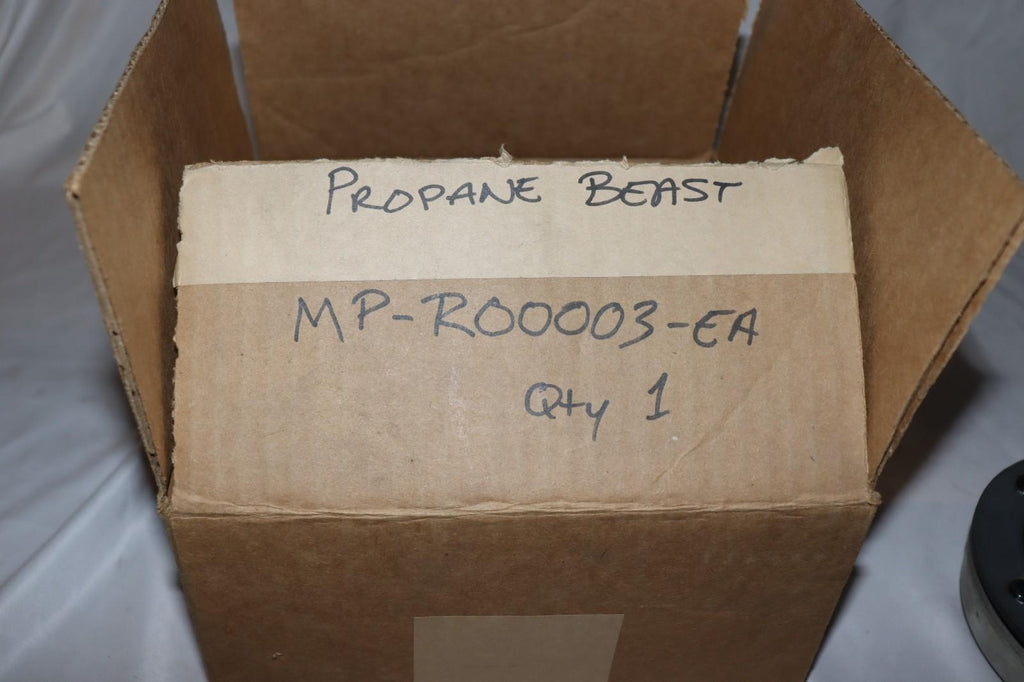 PROPANE BEAST
MP-R00003-EA
Qty 1